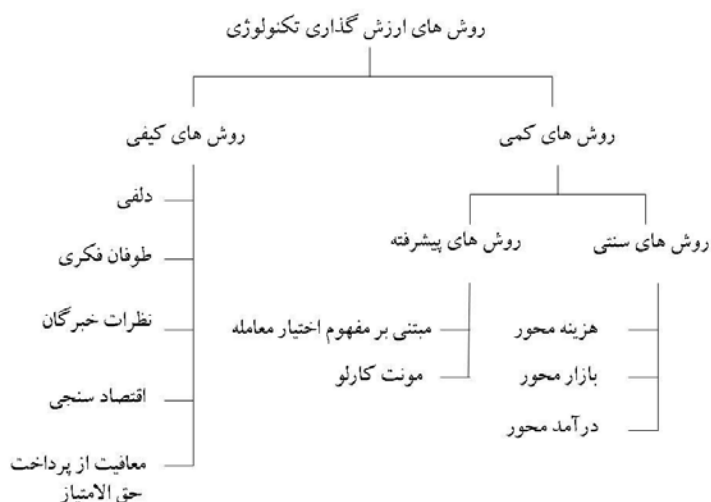 روش های ارزش گذاری تکنولوژی
روش های کمی
روش های کیفی
روش های سنتی
روش های پیشرفته
هزینه محور
بازار محور
درآمد محور
مبتنی بر مفهوم اختیار معامله
مونت کارلو
دلفی
طوفان فکری
نظرات خبرگان
اقتصاد سنجی
معافیت از پرداخت
حق الامتیاز